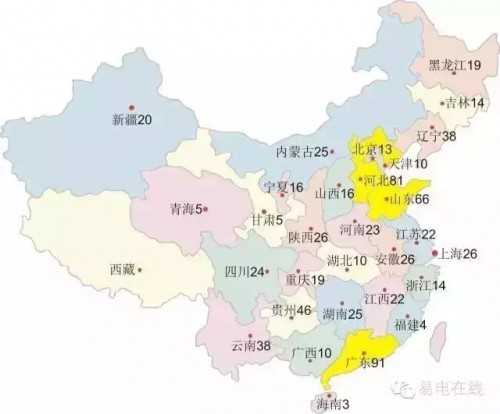 黑龙江19
吉林14
新疆20
辽宁38
北京13
内蒙古25
天津10
河北81
宁夏16
山西16
山东66
青海5
甘肃5
河南23
陕西26
江苏22
安徽26
上海26
西藏
四川24
湖北10
重庆19
浙江14
江西22
湖南25
贵州46
福建4
云南38
广西10
广东91
海南3
易电在线